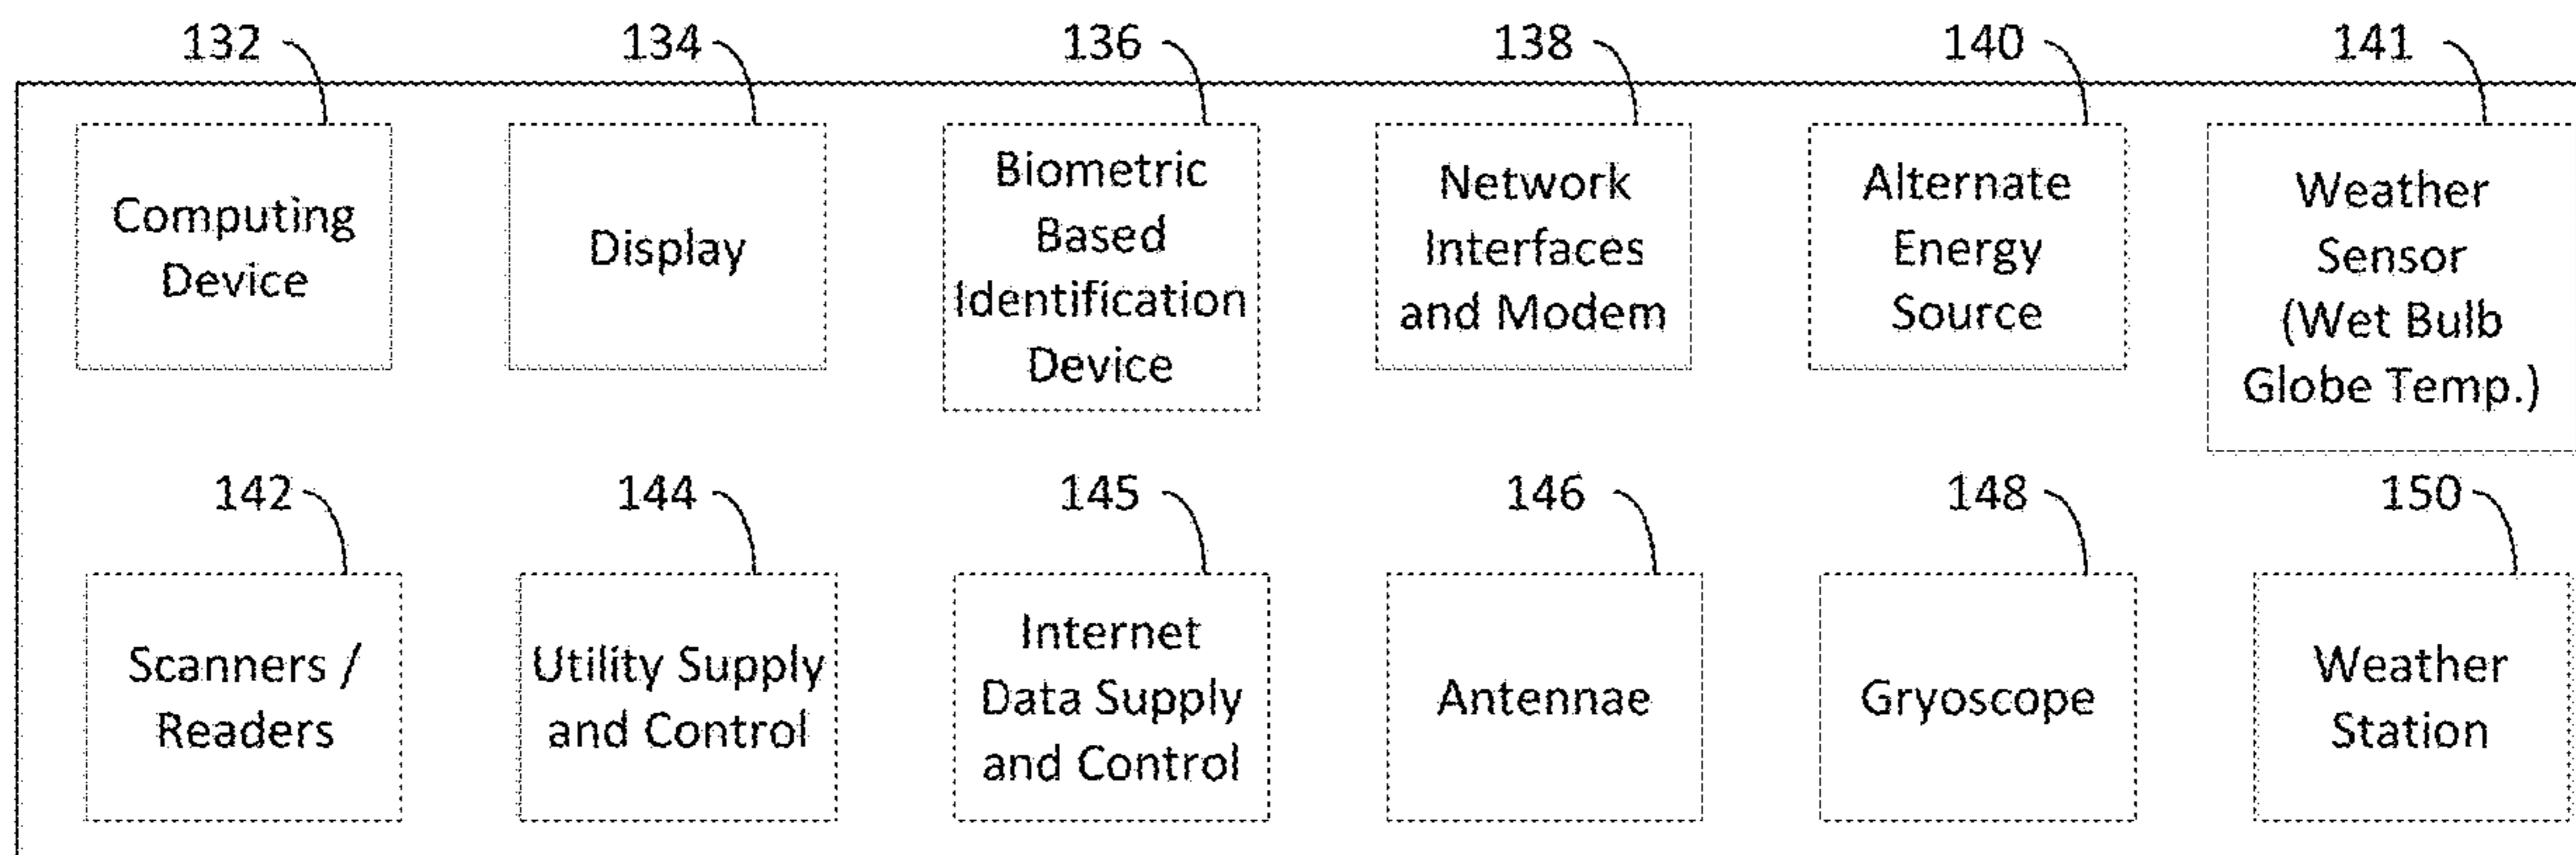 132
134
136
138
140
141
Computing
Device
Display
Biometric
Based
Identification
Device
Network
Interfaces
and Modem
Alternate
Energy
Source
Weather
Sensor
(Wet Bulb
Globe Temp.)
142
144
145
146
148
150
Scanners /
Readers
Utility Supply
and Control
Internet
Data Supply
and Control
Antennae
Gryoscope
Weather
Station